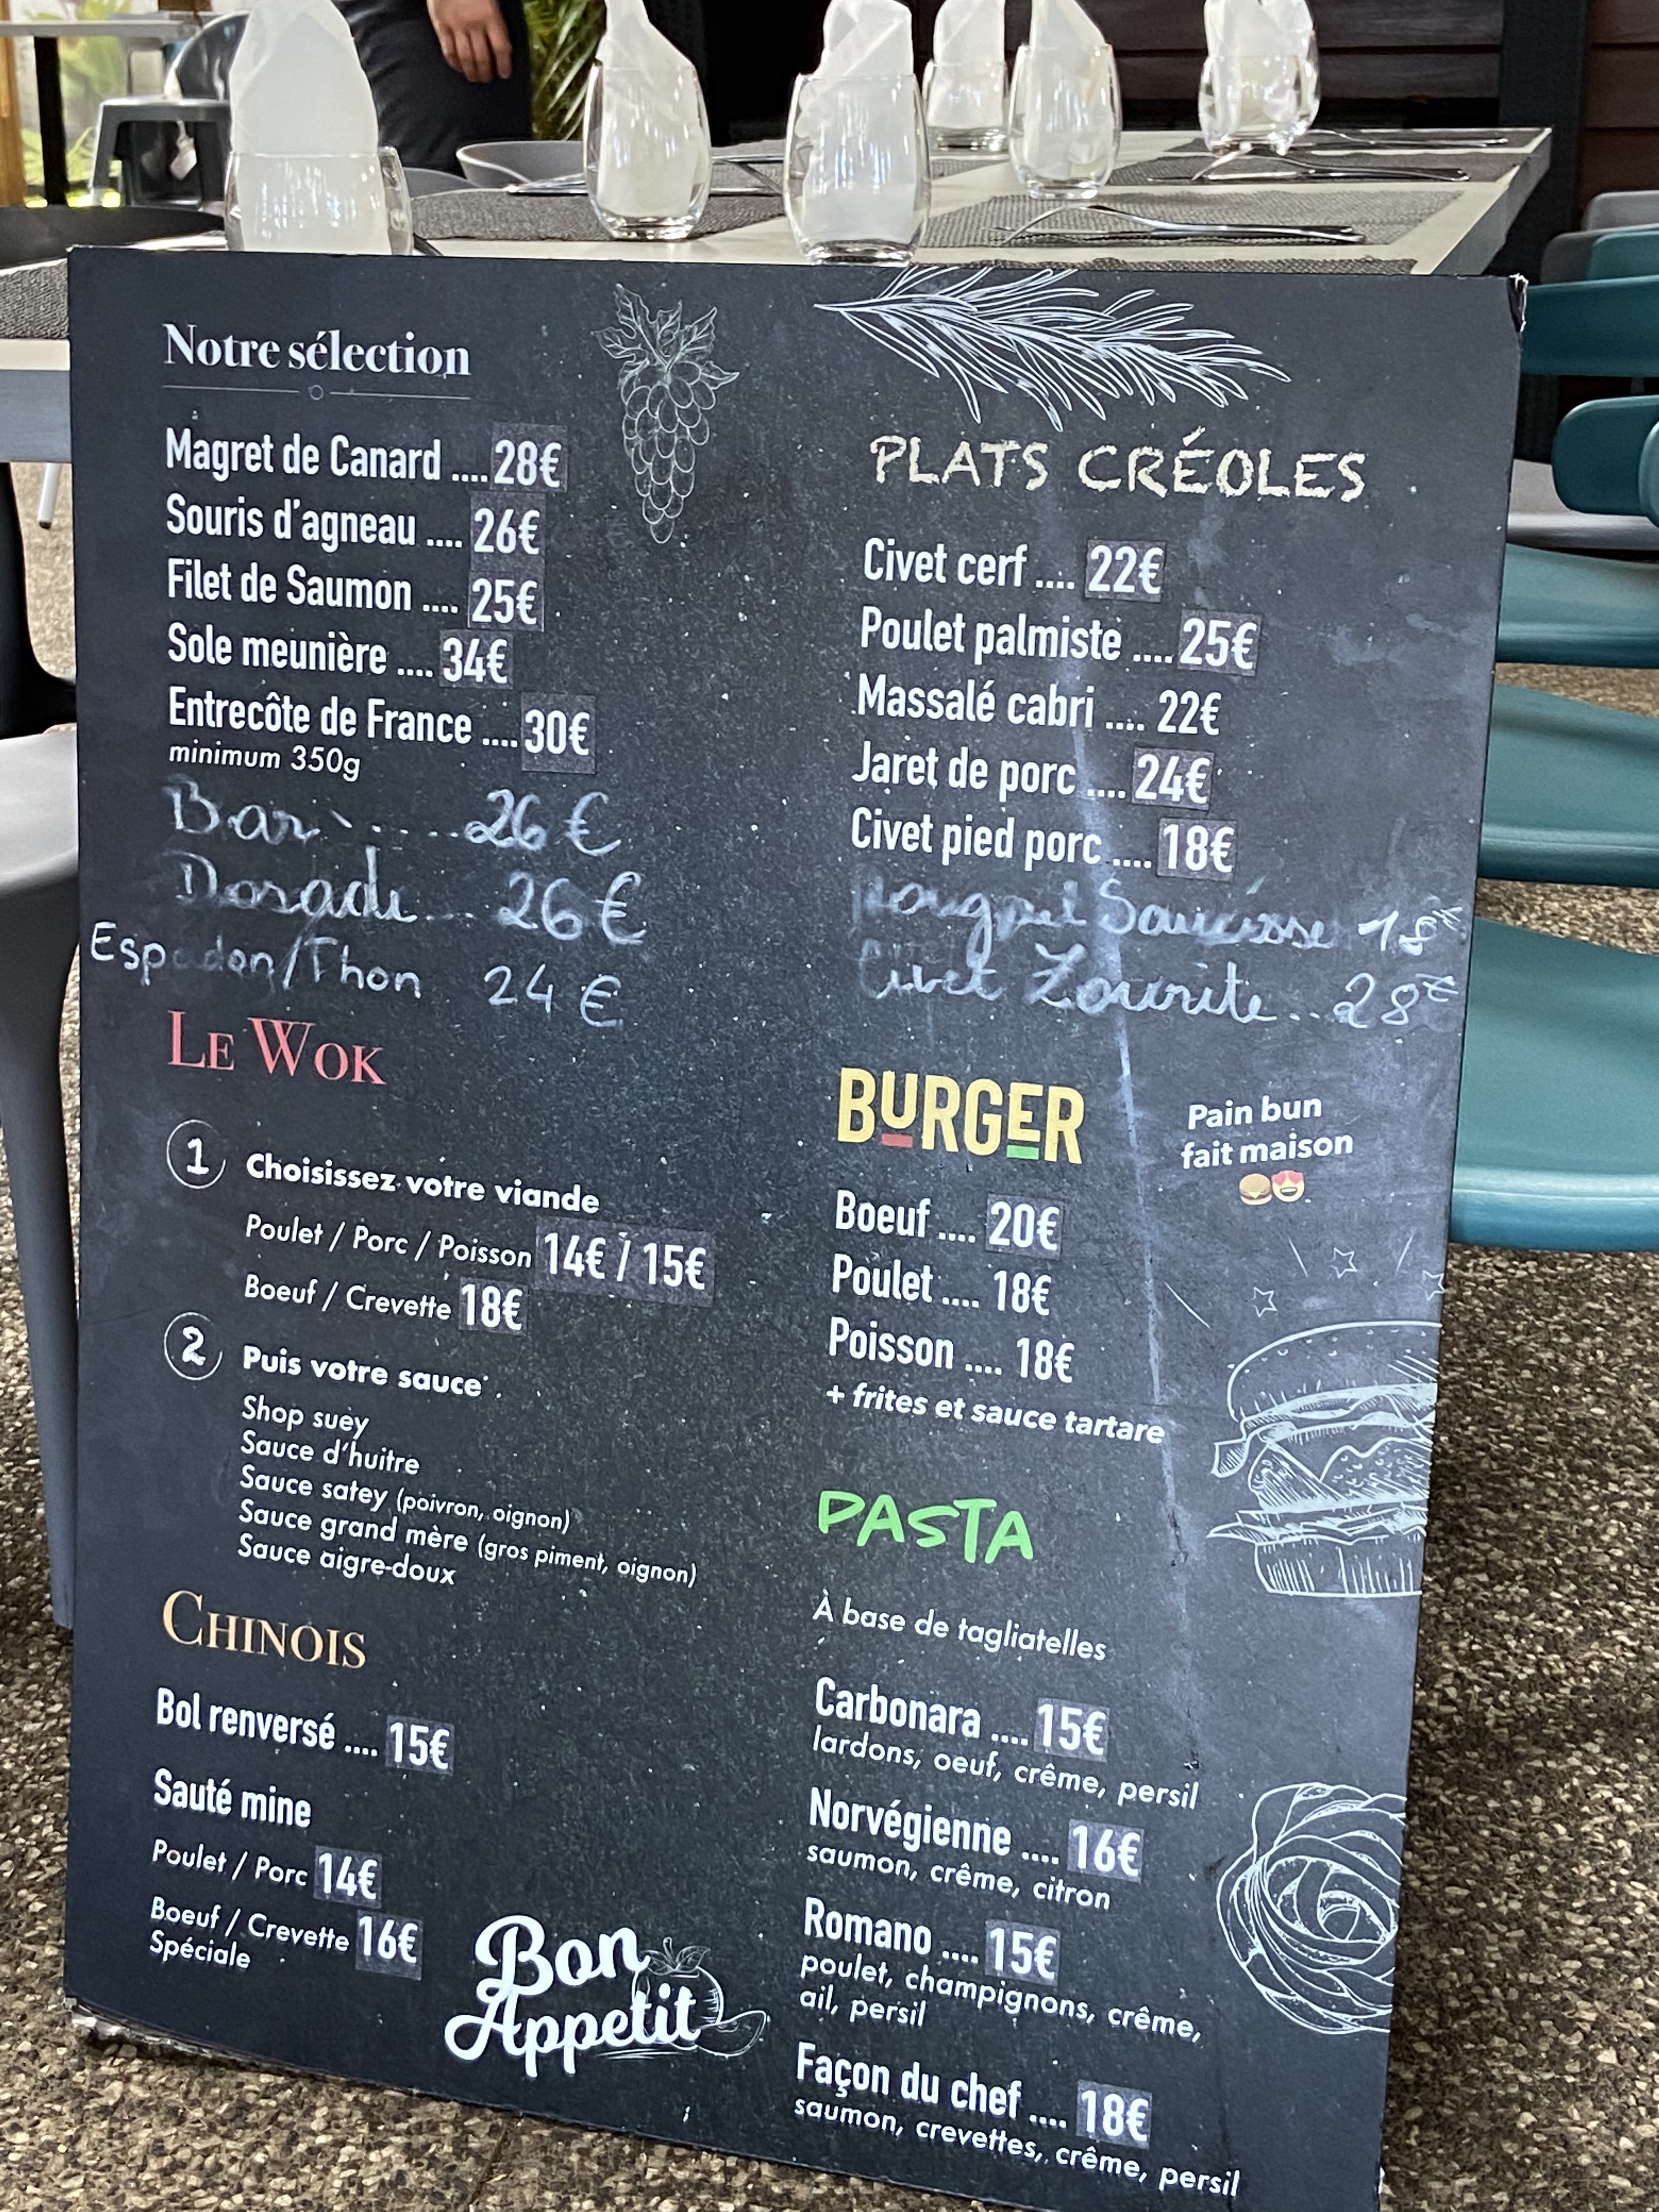 Notre sélection
Magret de Canard .... 28€
Souris d'agneau .... 26€
Filet de Saumon .... 25€
Sole meunière .... 34€
Entrecôte de France .... 30€
minimum 350g
Bar ..... 26€
Dorade ... 26€
Espadon/Thon 24€
LE WOK
1 Choisissez votre viande
Poulet / Porc / Poisson 14€ / 15€
Boeuf / Crevette 18€
2 Puis votre sauce
Shop suey
Sauce d'huitre
Sauce satey (poivron, oignon)
Sauce grand mère (gros piment, oignon)
Sauce aigre-doux
CHINOIS
Bol renversé .... 15€
Sauté mine
Poulet / Porc 14€
Boeuf / Crevette 16€
Spéciale
Bon
Appetit
PLATS CRÉOLES
Civet cerf .... 22€
Poulet palmiste .... 25€
Massalé cabri .... 22€
Jaret de porc .... 24€
Civet pied porc .... 18€
Saucisse 18€
Civet Zourite .. 28€
BURGER
Pain bun
fait maison
🍔😍
Boeuf .... 20€
Poulet .... 18€
Poisson .... 18€
+ frites et sauce tartare
PASTA
À base de tagliatelles
Carbonara .... 15€
lardons, oeuf, crême, persil
Norvégienne .... 16€
saumon, crême, citron
Romano .... 15€
poulet, champignons, crême,
ail, persil
Façon du chef .... 18€
saumon, crevettes, crême, persil